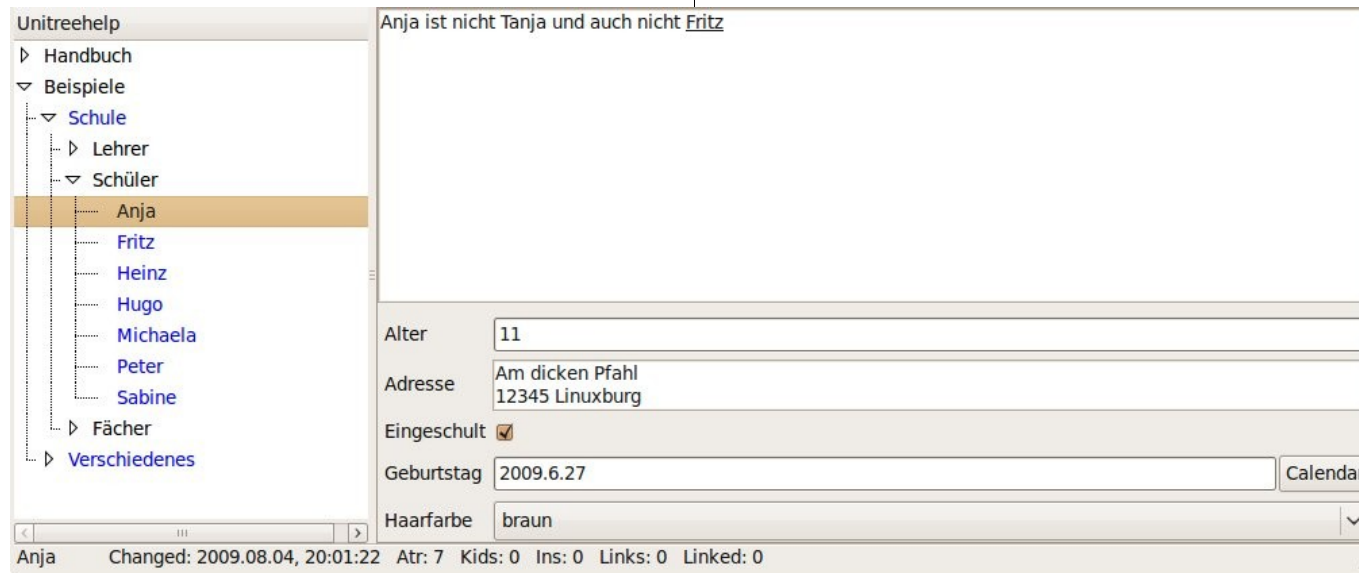 Unitreehelp
Handbuch
Beispiele
Schule
Lehrer
Schüler
Anja
Fritz
Heinz
Hugo
Michaela
Peter
Sabine
Fächer
Verschiedenes
Anja ist nicht Tanja und auch nicht Fritz
Alter 11
Adresse Am dicken Pfahl
12345 Linuxburg
Eingeschult
Geburtstag 2009.6.27 Calenda
Haarfarbe braun
Anja Changed: 2009.08.04, 20:01:22 Atr: 7 Kids: 0 Ins: 0 Links: 0 Linked: 0